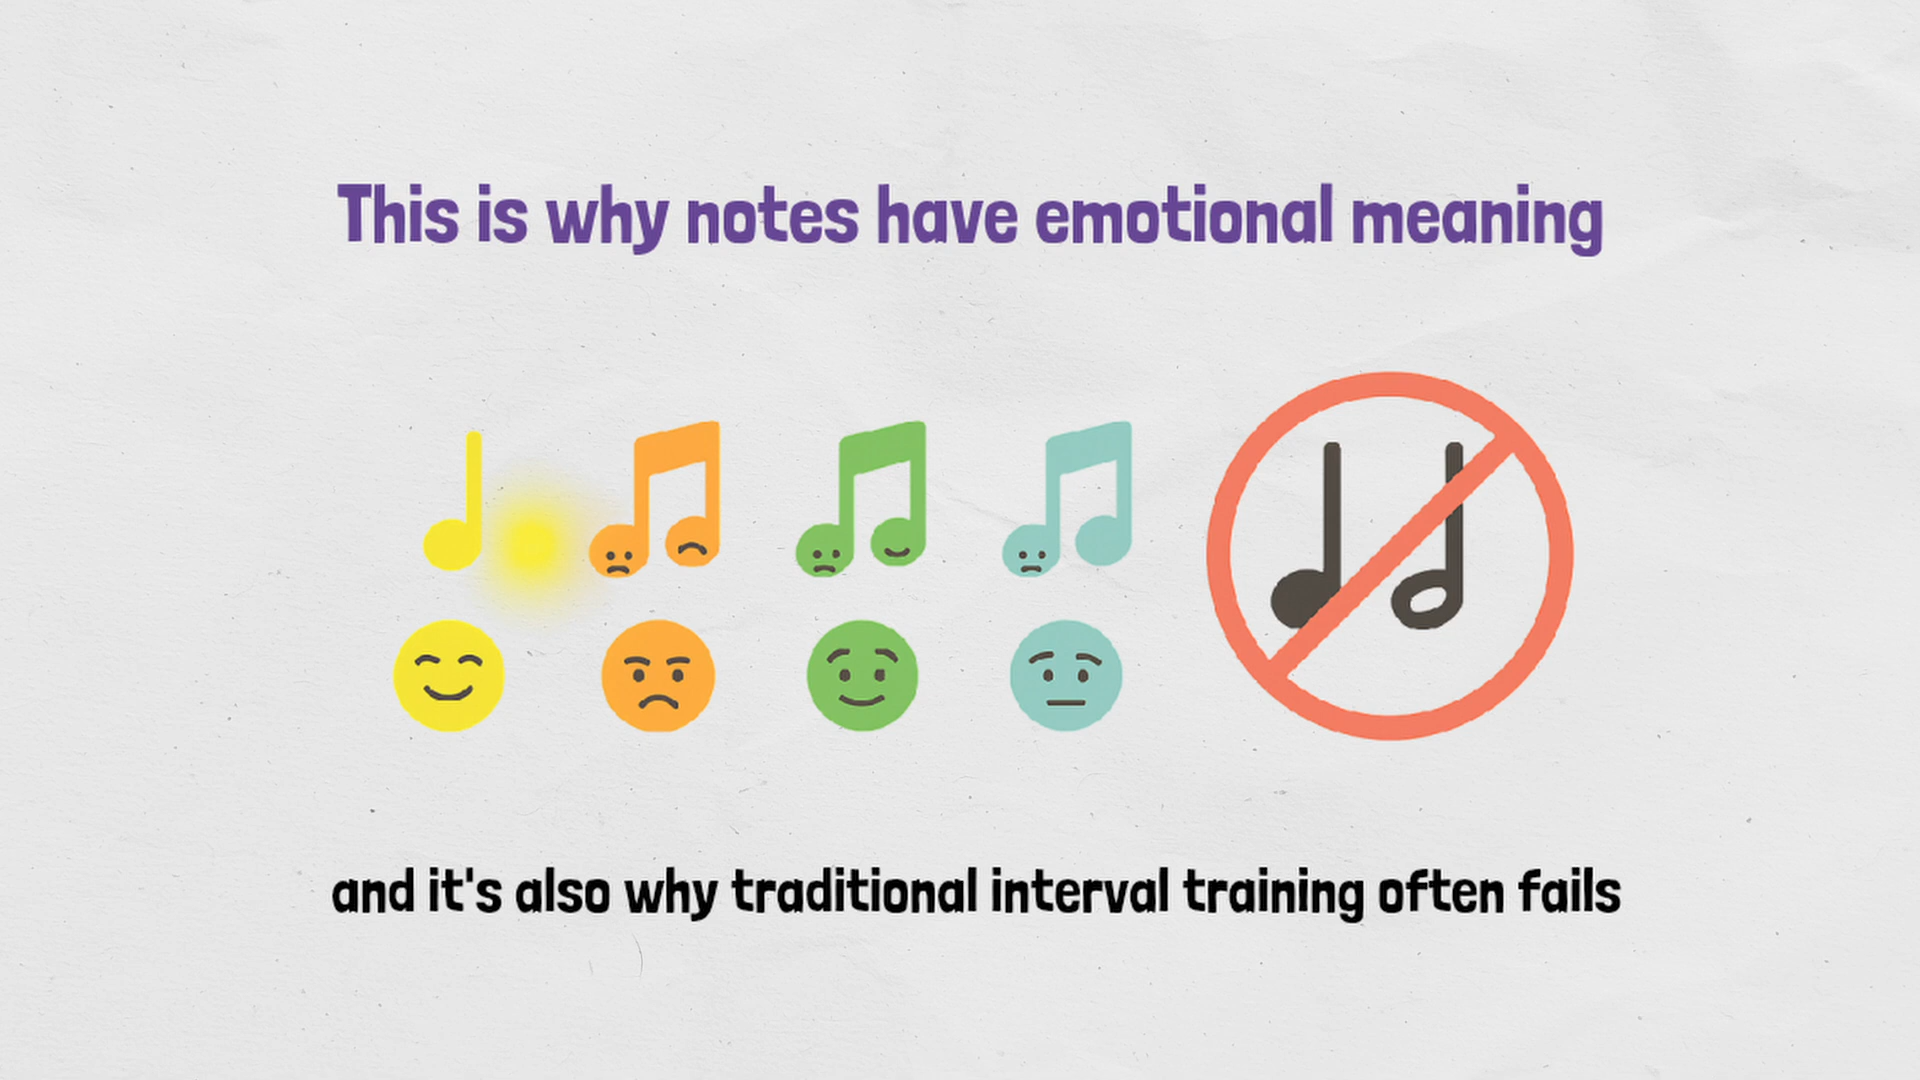 This is why notes have emotional meaning
and it's also why traditional interval training often fails